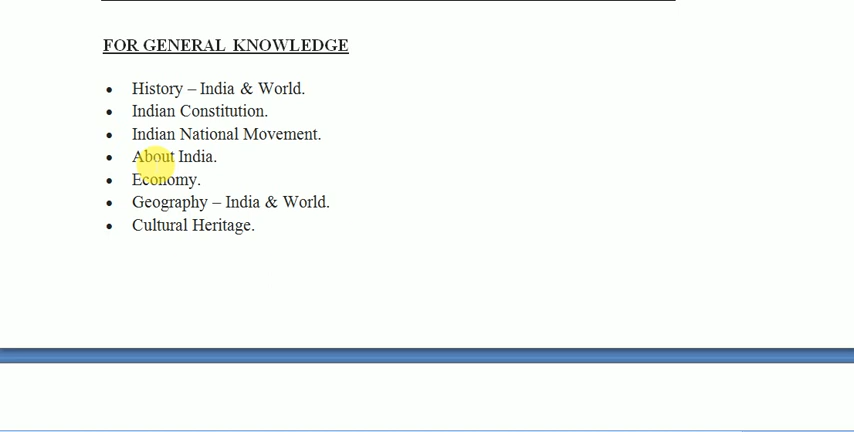 FOR GENERAL KNOWLEDGE
• History – India & World.
• Indian Constitution.
• Indian National Movement.
• About India.
• Economy.
• Geography – India & World.
• Cultural Heritage.